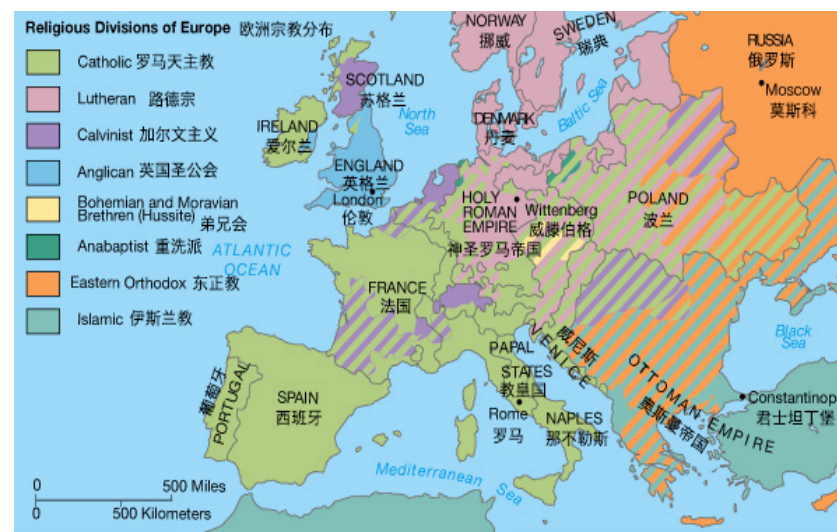 Religious Divisions of Europe 欧洲宗教分布
Catholic 罗马天主教
Lutheran 路德宗
Calvinist 加尔文主义
Anglican 英国圣公会
Bohemian and Moravian
Brethren (Hussite) 弟兄会
Anabaptist 重洗派
Eastern Orthodox 东正教
Islamic 伊斯兰教
NORWAY
挪威
SWEDEN
瑞典
RUSSIA
俄罗斯
Moscow
莫斯科
SCOTLAND
苏格兰
North
Sea
Baltic Sea
DENMARK
丹麦
IRELAND
爱尔兰
ENGLAND
英格兰
London
伦敦
HOLY
ROMAN
EMPIRE
神圣罗马帝国
Wittenberg
威滕伯格
POLAND
波兰
ATLANTIC
OCEAN
FRANCE
法国
VENICE
威尼斯
PAPAL
STATES
教皇国
Rome
罗马
NAPLES
那不勒斯
Black
Sea
OTTOMAN EMPIRE
奥斯曼帝国
Constantinop
君士坦丁堡
PORTUGAL
葡萄牙
SPAIN
西班牙
Mediterranean Sea
0 500 Miles
0 500 Kilometers